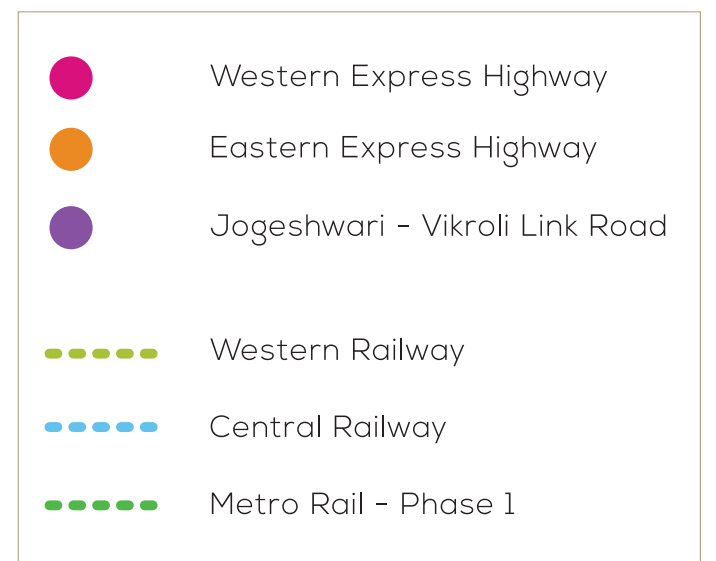 Western Express Highway
Eastern Express Highway
Jogeshwari - Vikroli Link Road
Western Railway
Central Railway
Metro Rail - Phase 1